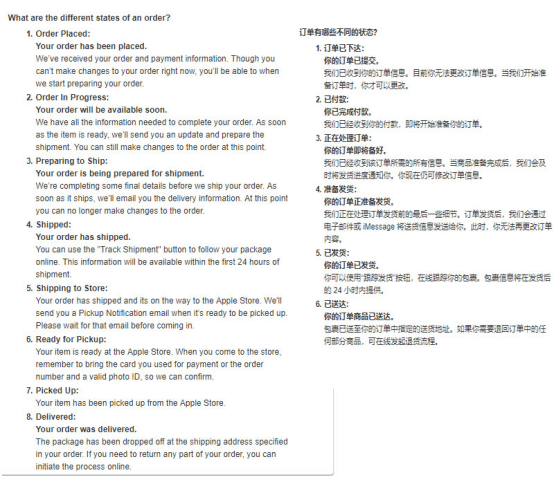 What are the different states of an order?
1. Order Placed:
Your order has been placed.
We've received your order and payment information. Though you
can't make changes to your order right now, you'll be able to when
we start preparing your order.
2. Order In Progress:
Your order will be available soon.
We have all the information needed to complete your order. As soon
as the item is ready, we'll send you an update and prepare the
shipment. You can still make changes to the order at this point.
3. Preparing to Ship:
Your order is being prepared for shipment.
We're completing some final details before we ship your order. As
soon as it ships, we'll email you the delivery information. At this point
you can no longer make changes to the order.
4. Shipped:
Your order has shipped.
You can use the "Track Shipment" button to follow your package
online. This information will be available within the first 24 hours of
shipment.
5. Shipping to Store:
Your order has shipped and its on the way to the Apple Store. We'll
send you a Pickup Notification email when it's ready to be picked up.
Please wait for that email before coming in.
6. Ready for Pickup:
Your item is ready at the Apple Store. When you come to the store,
remember to bring the card you used for payment or the order
number and a valid photo ID, so we can confirm.
7. Picked Up:
Your item has been picked up from the Apple Store.
8. Delivered:
Your order was delivered.
The package has been dropped off at the shipping address specified
in your order. If you need to return any part of your order, you can
initiate the process online.
订单有哪些不同的状态?
1. 订单已下达:
你的订单已提交。
我们已收到你的订单信息。目前你无法更改订单信息。当我们开始准
备订单时，你才可以更改。
2. 已付款:
你已完成付款。
我们已经收到你的付款，即将开始准备你的订单。
3. 正在处理订单:
你的订单即将备好。
我们已经收到该订单所需的所有信息。当商品准备完成后，我们会及
时将发货进度通知你。你现在仍可修改订单信息。
4. 准备发货:
你的订单正准备发货。
我们正在处理订单发货前的最后一些细节。订单发货后，我们会通过
电子邮件或 iMessage 将送货信息发送给你。此时，你无法再更改订单
内容。
5. 已发货:
你的订单已发货。
你可以使用“跟踪发货”按钮，在线跟踪你的包裹。包裹信息将在发货后
的 24 小时内提供。
6. 已送达:
你的订单商品已送达。
包裹已送至你的订单中指定的送货地址。如果你需要退回订单中的任
何部分商品，可在线发起退货流程。